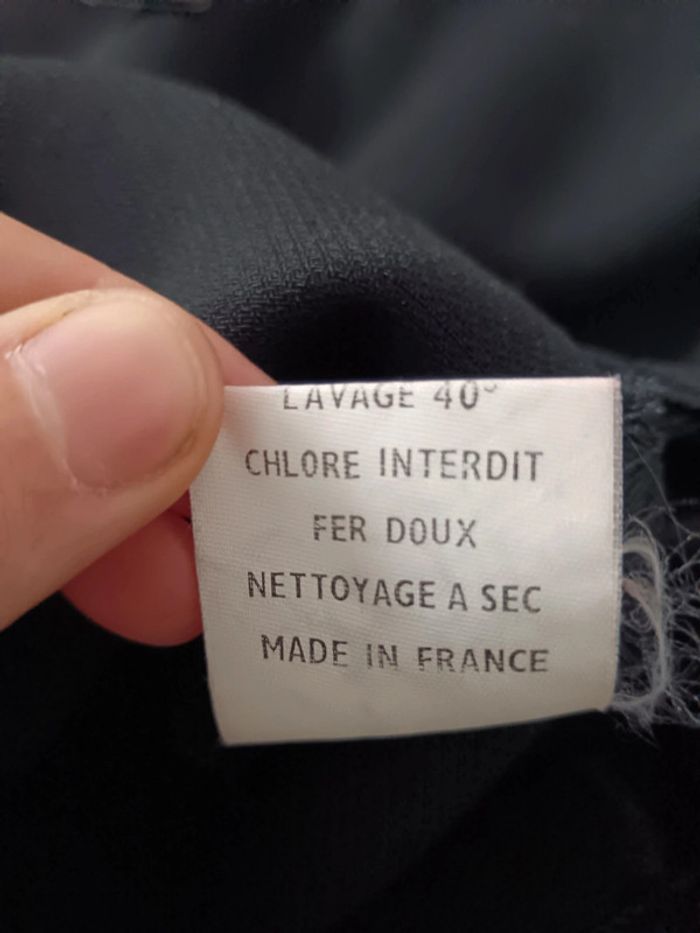 LAVAGE 40°
CHLORE INTERDIT
FER DOUX
NETTOYAGE A SEC
MADE IN FRANCE